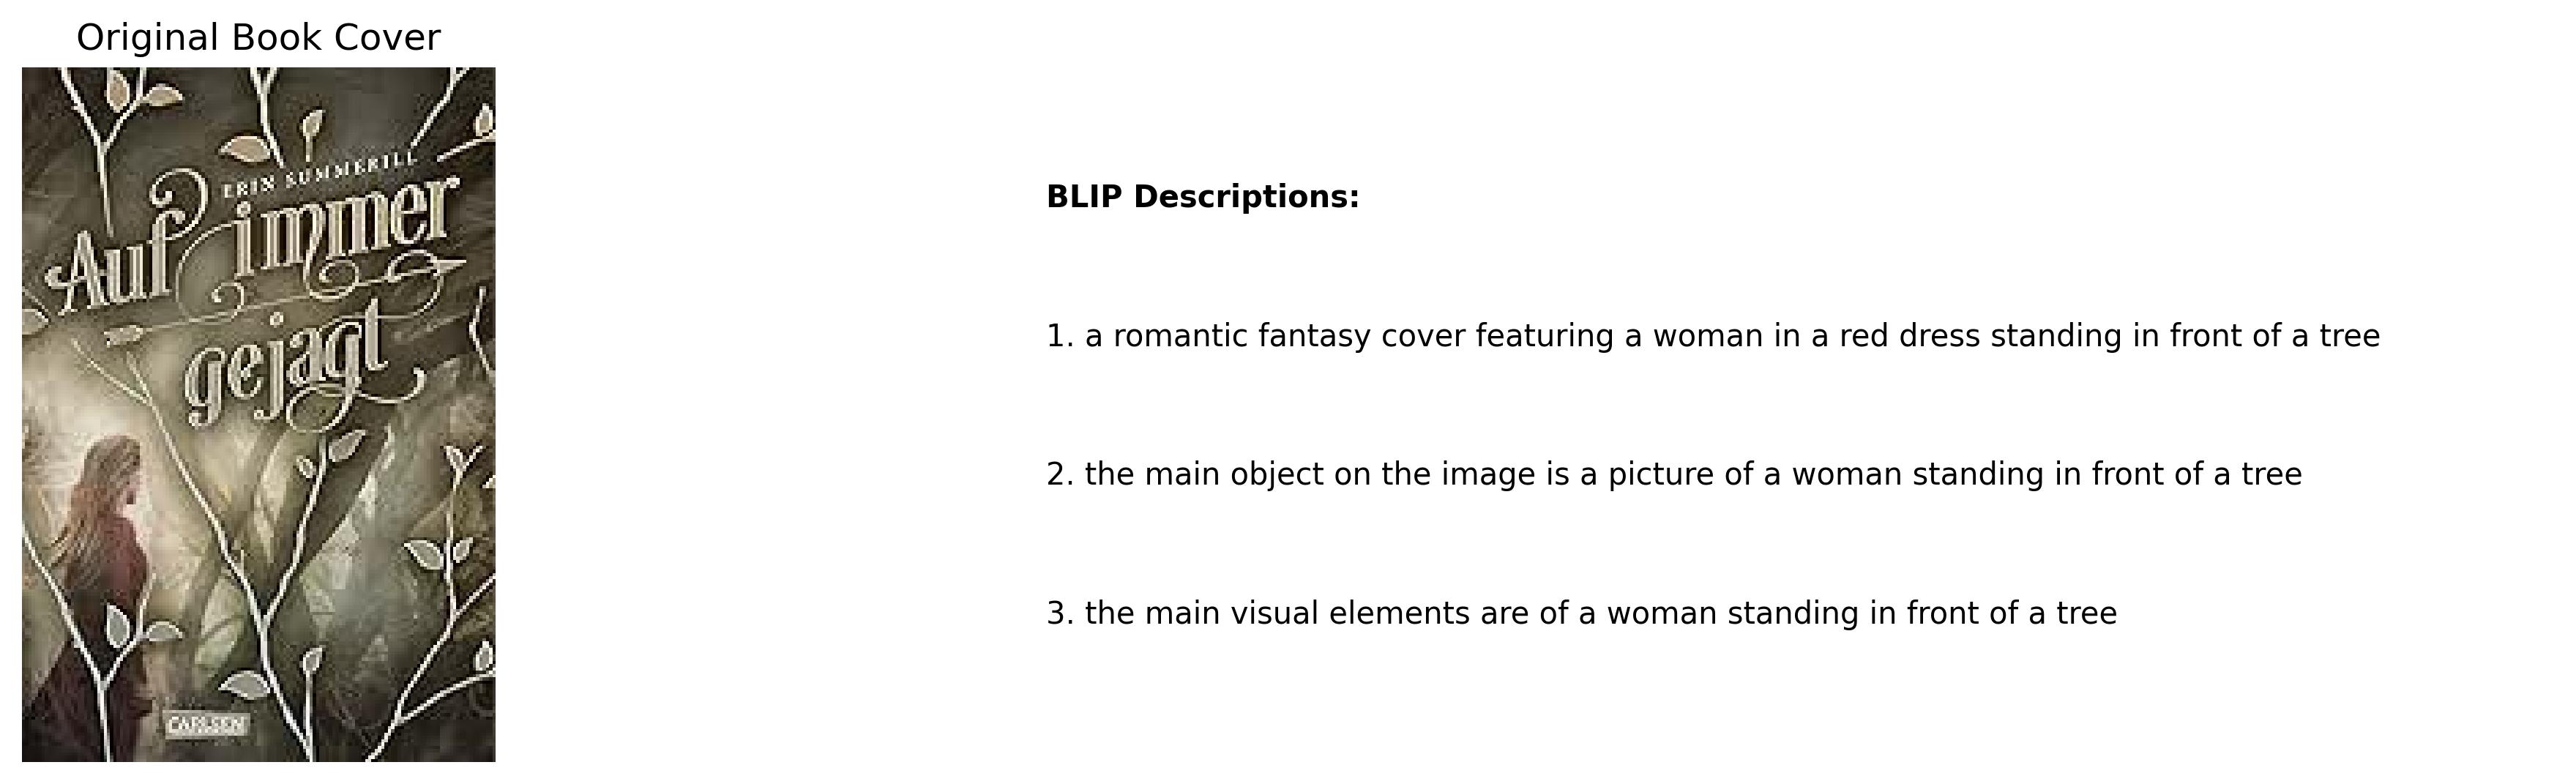 Original Book Cover
ERIN SUMMERILL
Auf immer
gejagt
CARLSEN
BLIP Descriptions:
1. a romantic fantasy cover featuring a woman in a red dress standing in front of a tree
2. the main object on the image is a picture of a woman standing in front of a tree
3. the main visual elements are of a woman standing in front of a tree